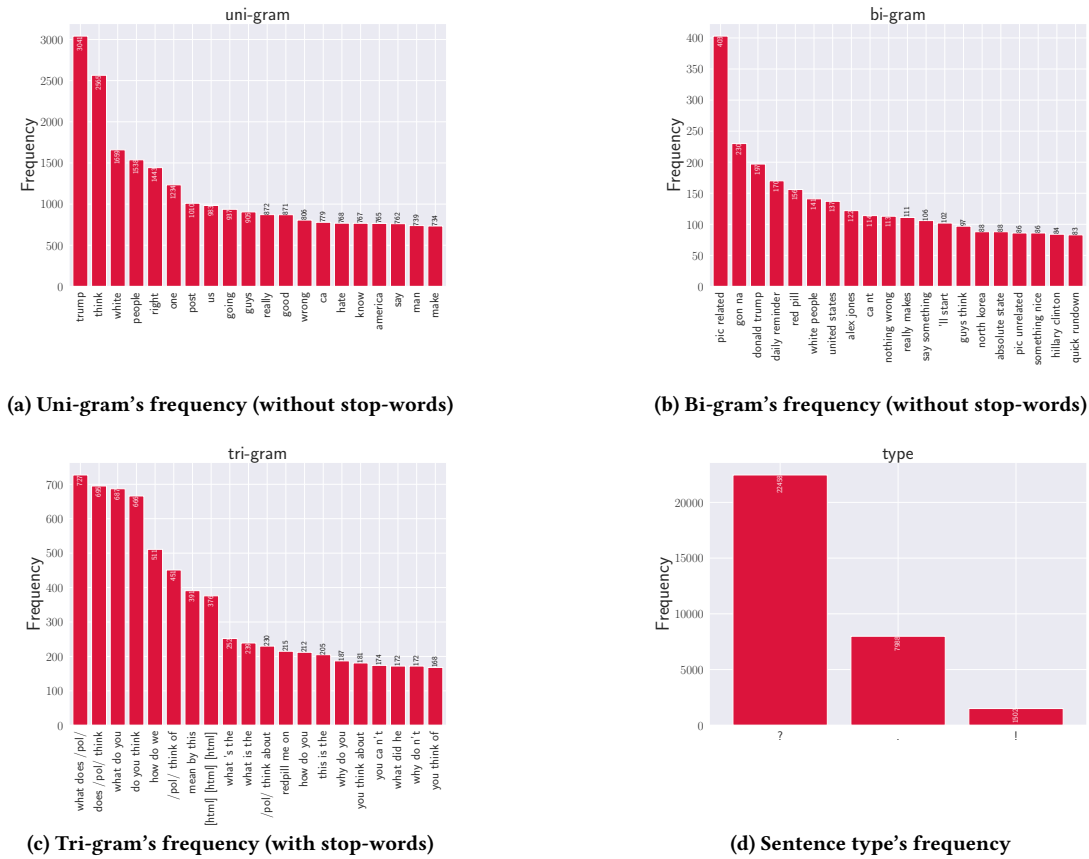 uni-gram
Frequency
3000
2500
2000
1500
1000
500
0
872
871
806
779
768
767
765
762
739
734
trump
think
white
people
right
one
post
us
going
guys
really
good
wrong
ca
hate
know
america
say
man
make
(a) Uni-gram's frequency (without stop-words)
bi-gram
Frequency
400
350
300
250
200
150
100
50
0
111
106
102
97
88
88
86
86
84
83
pic related
gon na
donald trump
daily reminder
red pill
white people
united states
alex jones
ca nt
nothing wrong
really makes
say something
'll start
guys think
north korea
absolute state
pic unrelated
something nice
hillary clinton
quick rundown
(b) Bi-gram's frequency (without stop-words)
tri-gram
Frequency
700
600
500
400
300
200
100
0
230
215
212
205
187
181
174
172
172
168
what does /pol/
does /pol/ think
what do you
do you think
how do we
/pol/ think of
mean by this
[html] [html] [html]
what 's the
what is the
/pol/ think about
redpill me on
how do you
this is the
why do you
you think about
you ca n't
what did he
why do n't
you think of
(c) Tri-gram's frequency (with stop-words)
type
Frequency
20000
15000
10000
5000
0
?
.
!
(d) Sentence type's frequency